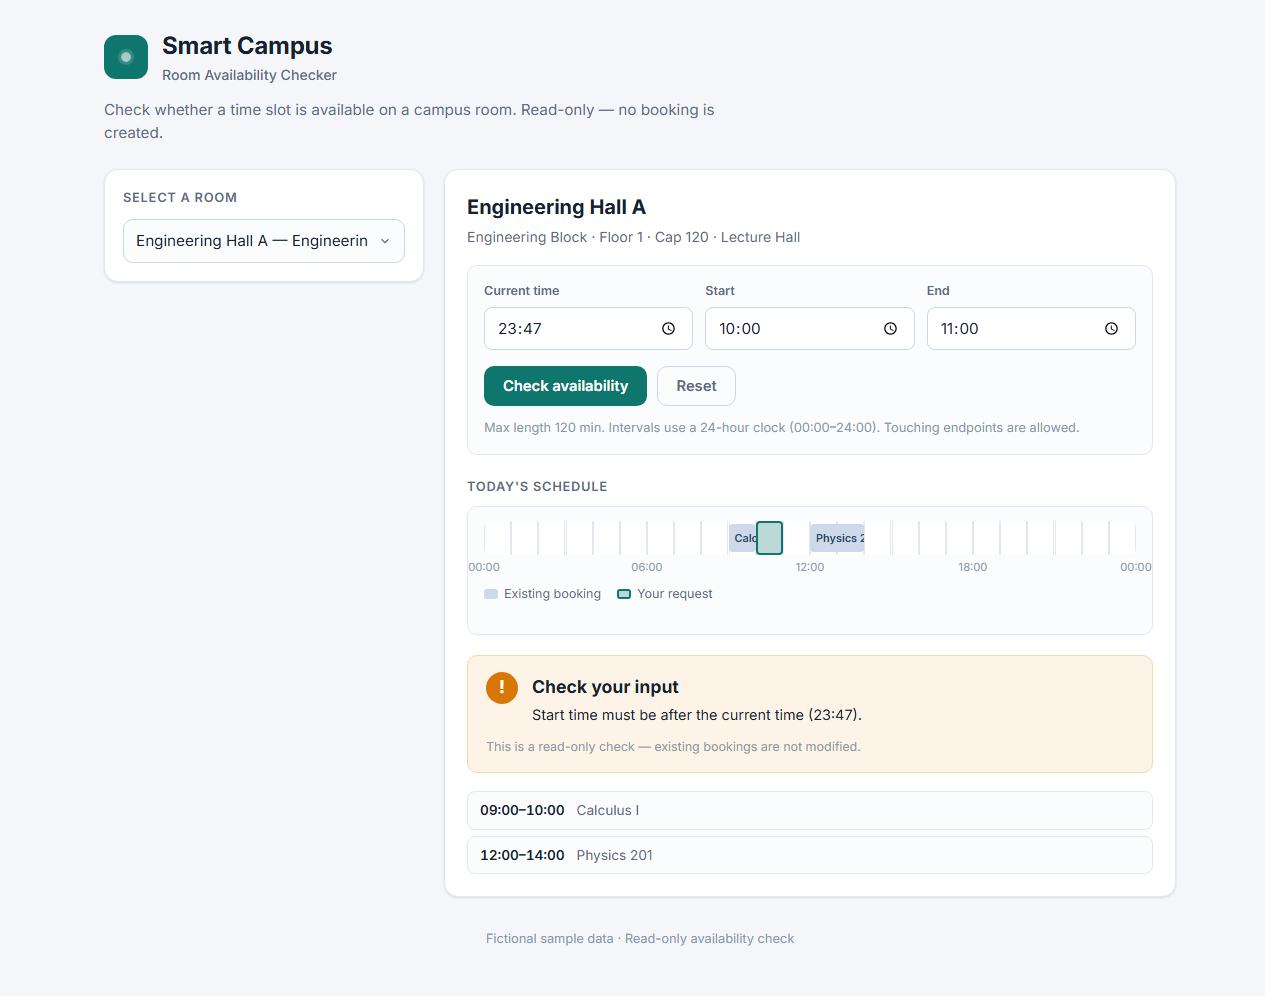 Smart Campus
Room Availability Checker
Check whether a time slot is available on a campus room. Read-only — no booking is
created.
SELECT A ROOM
Engineering Hall A — Engineerin
Engineering Hall A
Engineering Block · Floor 1 · Cap 120 · Lecture Hall
Current time
Start
End
23:47
10:00
11:00
Check availability
Reset
Max length 120 min. Intervals use a 24-hour clock (00:00–24:00). Touching endpoints are allowed.
TODAY'S SCHEDULE
Calc
Physics 2
00:00
06:00
12:00
18:00
00:00
Existing booking
Your request
!
Check your input
Start time must be after the current time (23:47).
This is a read-only check — existing bookings are not modified.
09:00–10:00 Calculus I
12:00–14:00 Physics 201
Fictional sample data · Read-only availability check